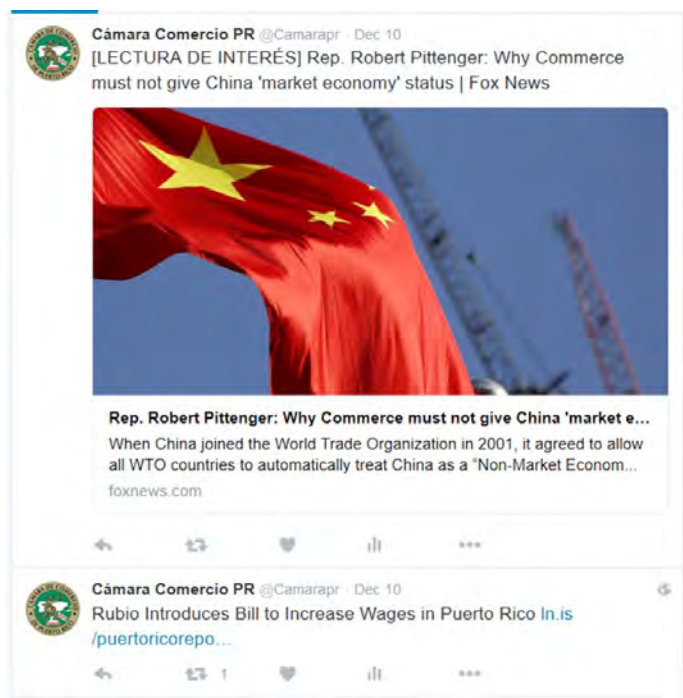 Cámara Comercio PR @Camarapr · Dec 10
[LECTURA DE INTERÉS] Rep. Robert Pittenger: Why Commerce
must not give China 'market economy' status | Fox News
Rep. Robert Pittenger: Why Commerce must not give China 'market e...
When China joined the World Trade Organization in 2001, it agreed to allow
all WTO countries to automatically treat China as a “Non-Market Econom...
foxnews.com
Cámara Comercio PR @Camarapr · Dec 10
Rubio Introduces Bill to Increase Wages in Puerto Rico ln.is
/puertoricorepo...
1